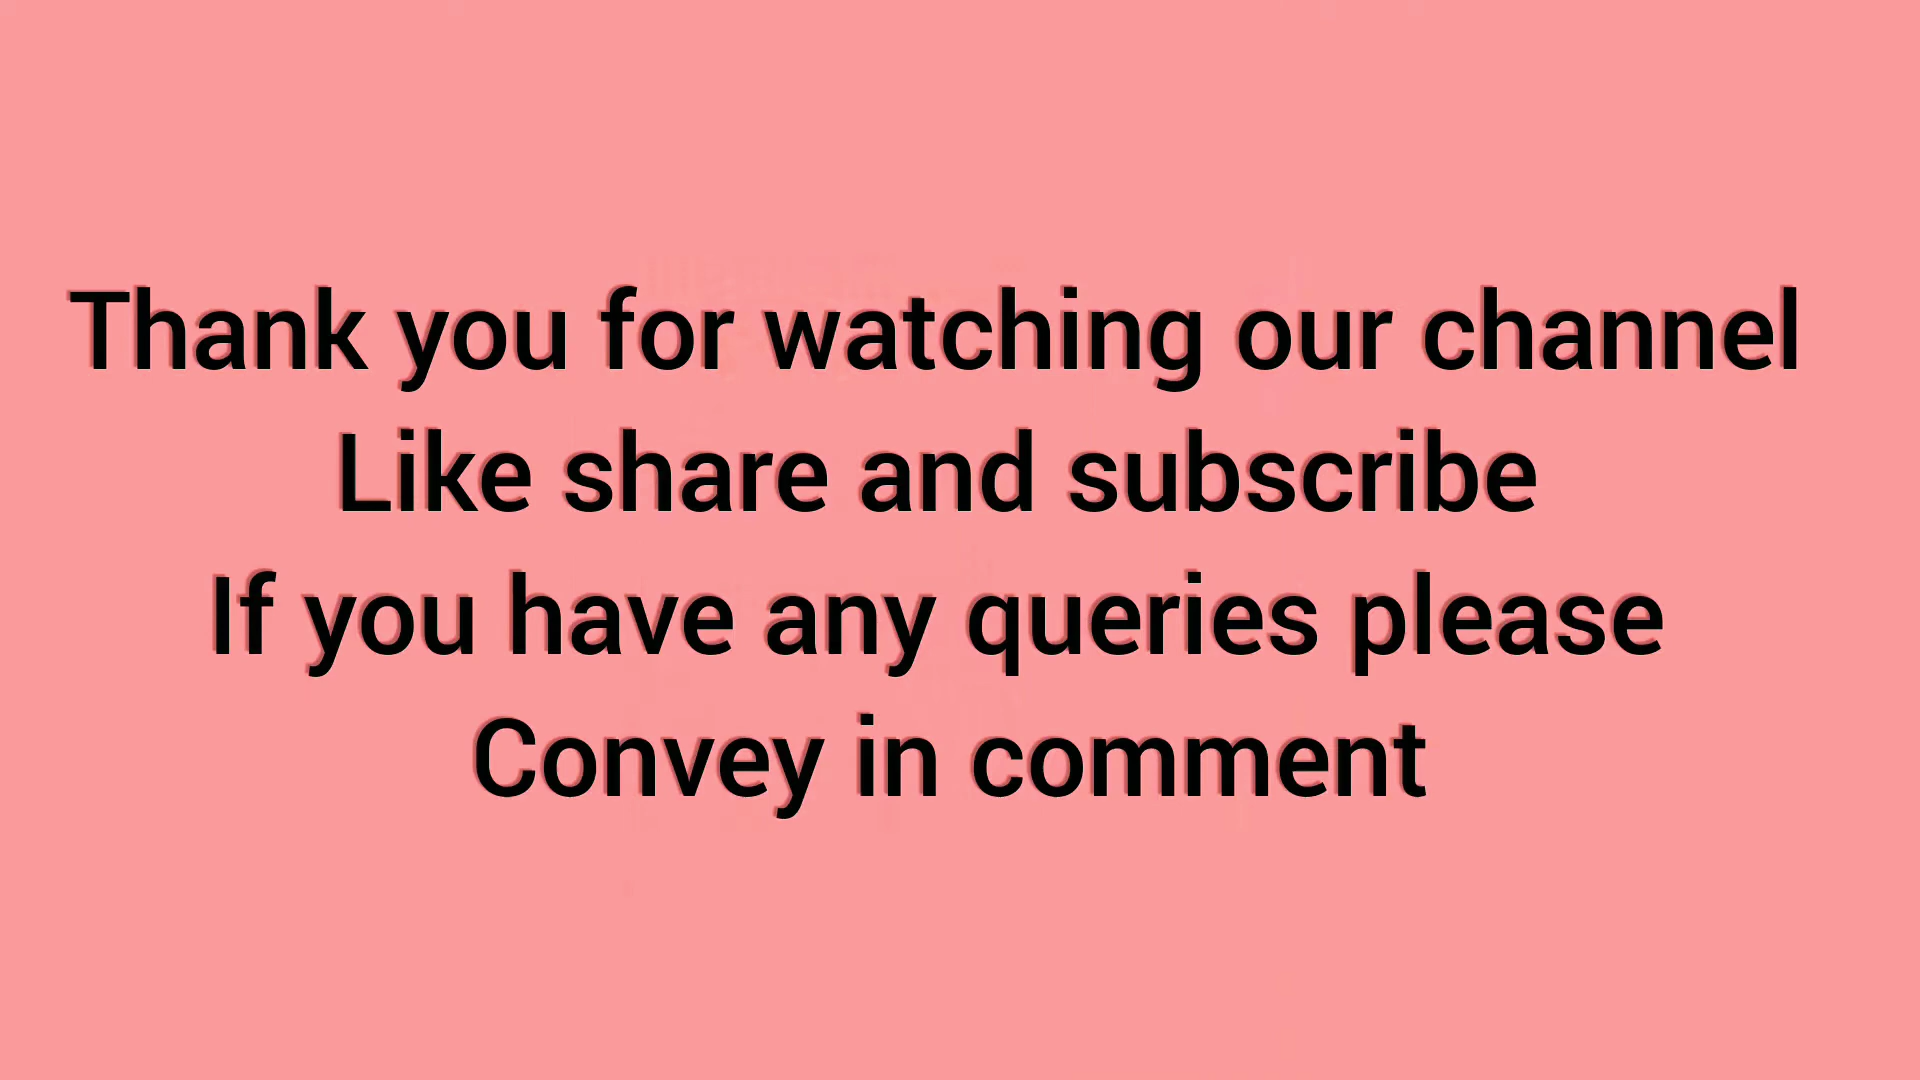 Thank you for watching our channel
Like share and subscribe
If you have any queries please
Convey in comment